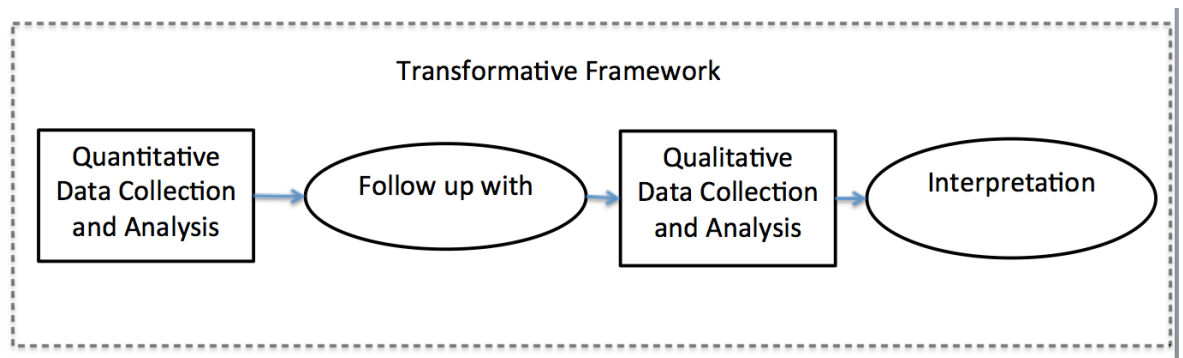 Transformative Framework
Quantitative
Data Collection
and Analysis
Follow up with
Qualitative
Data Collection
and Analysis
Interpretation